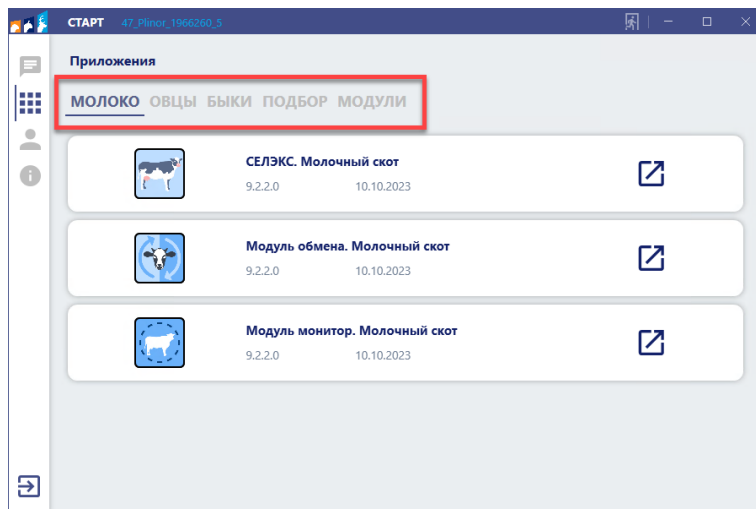 СТАРТ 47_Plinor_1966260_5
Приложения
МОЛОКО ОВЦЫ БЫКИ ПОДБОР МОДУЛИ
СЕЛЭКС. Молочный скот
9.2.2.0 10.10.2023
Модуль обмена. Молочный скот
9.2.2.0 10.10.2023
Модуль монитор. Молочный скот
9.2.2.0 10.10.2023